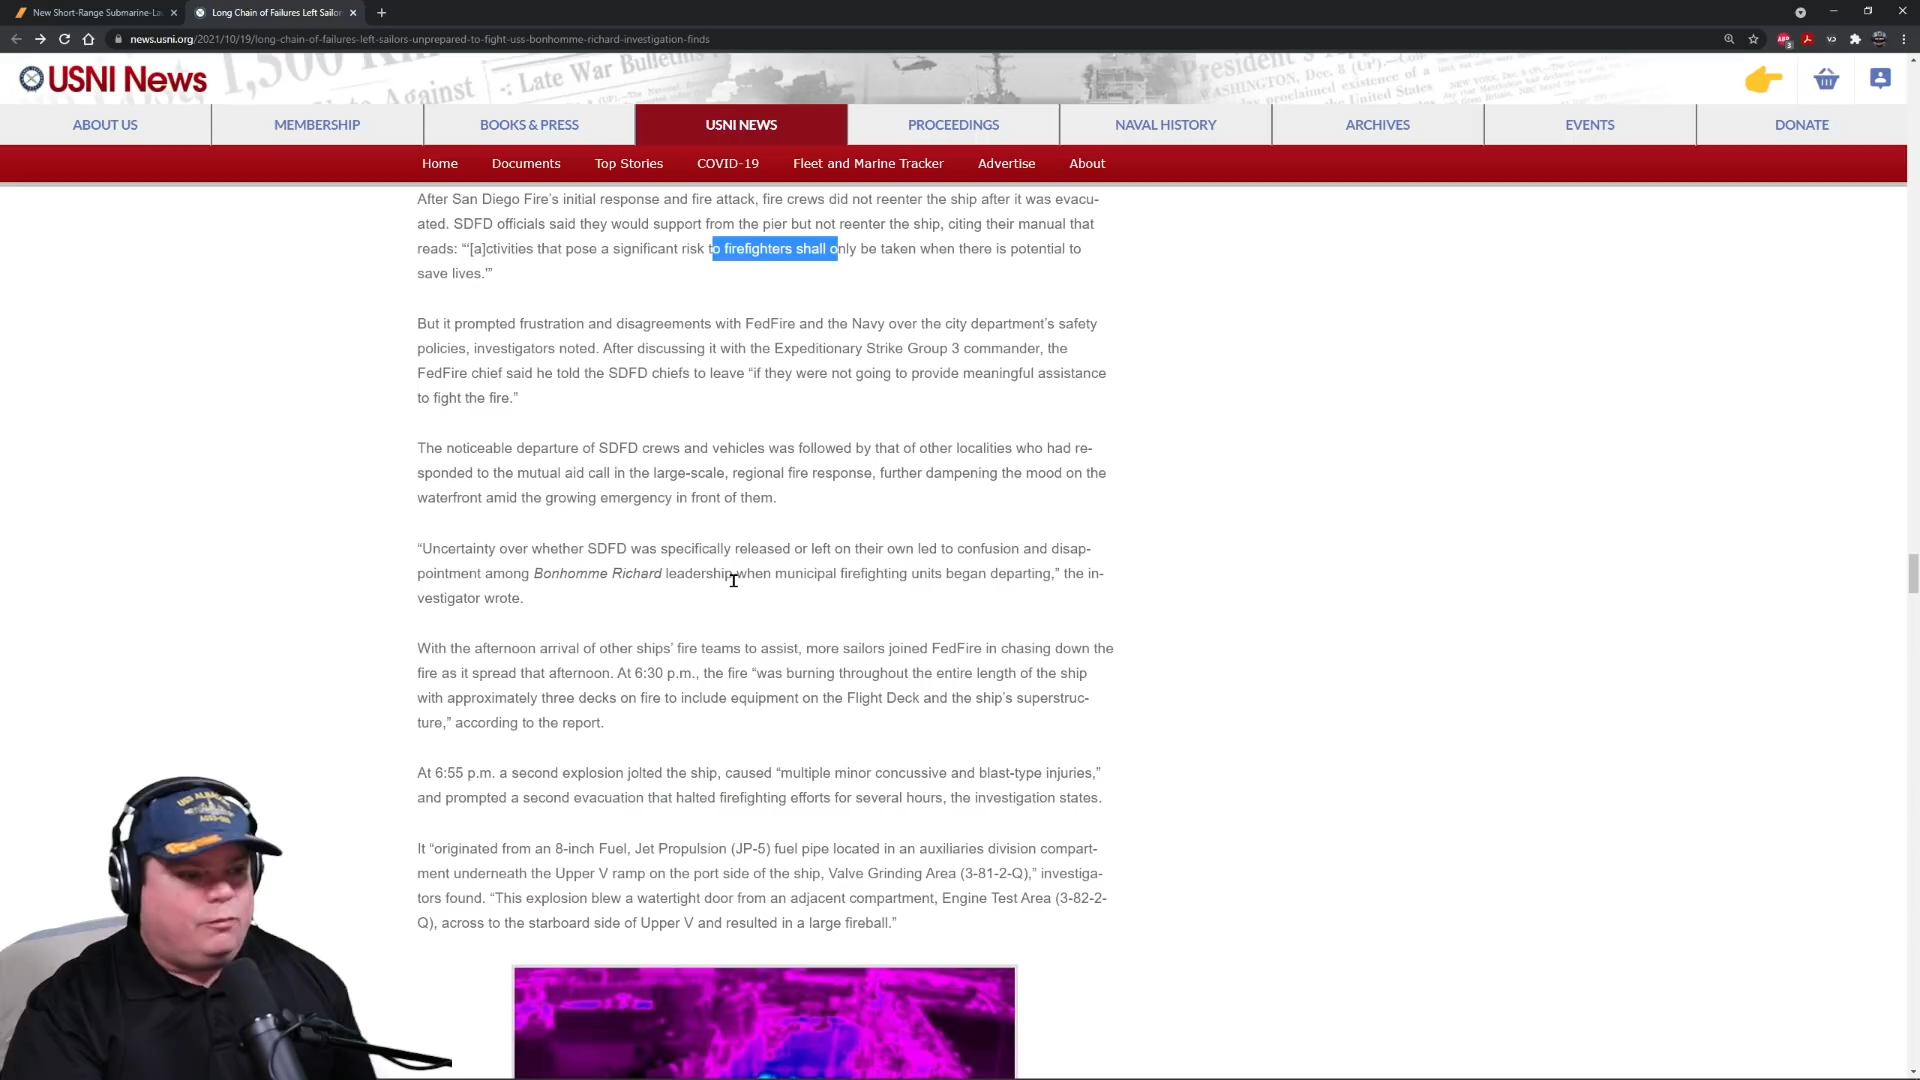 New Short-Range Submarine-La
Long Chain of Failures Left Sailor
news.usni.org/2021/10/19/long-chain-of-failures-left-sailors-unprepared-to-fight-uss-bonhomme-richard-investigation-finds
1,500
Note Against
Late War Bulletins
President's
WASHINGTON, Dec. 8 (UP).—Com
USNI News
ABOUT US
MEMBERSHIP
BOOKS & PRESS
USNI NEWS
PROCEEDINGS
NAVAL HISTORY
ARCHIVES
EVENTS
DONATE
Home
Documents
Top Stories
COVID-19
Fleet and Marine Tracker
Advertise
About
After San Diego Fire’s initial response and fire attack, fire crews did not reenter the ship after it was evacu-
ated. SDFD officials said they would support from the pier but not reenter the ship, citing their manual that
reads: “‘[a]ctivities that pose a significant risk to firefighters shall only be taken when there is potential to
save lives.’”
But it prompted frustration and disagreements with FedFire and the Navy over the city department’s safety
policies, investigators noted. After discussing it with the Expeditionary Strike Group 3 commander, the
FedFire chief said he told the SDFD chiefs to leave “if they were not going to provide meaningful assistance
to fight the fire.”
The noticeable departure of SDFD crews and vehicles was followed by that of other localities who had re-
sponded to the mutual aid call in the large-scale, regional fire response, further dampening the mood on the
waterfront amid the growing emergency in front of them.
“Uncertainty over whether SDFD was specifically released or left on their own led to confusion and disap-
pointment among Bonhomme Richard leadership when municipal firefighting units began departing,” the in-
vestigator wrote.
With the afternoon arrival of other ships’ fire teams to assist, more sailors joined FedFire in chasing down the
fire as it spread that afternoon. At 6:30 p.m., the fire “was burning throughout the entire length of the ship
with approximately three decks on fire to include equipment on the Flight Deck and the ship’s superstruc-
ture,” according to the report.
At 6:55 p.m. a second explosion jolted the ship, caused “multiple minor concussive and blast-type injuries,”
and prompted a second evacuation that halted firefighting efforts for several hours, the investigation states.
It “originated from an 8-inch Fuel, Jet Propulsion (JP-5) fuel pipe located in an auxiliaries division compart-
ment underneath the Upper V ramp on the port side of the ship, Valve Grinding Area (3-81-2-Q),” investiga-
tors found. “This explosion blew a watertight door from an adjacent compartment, Engine Test Area (3-82-2-
Q), across to the starboard side of Upper V and resulted in a large fireball.”